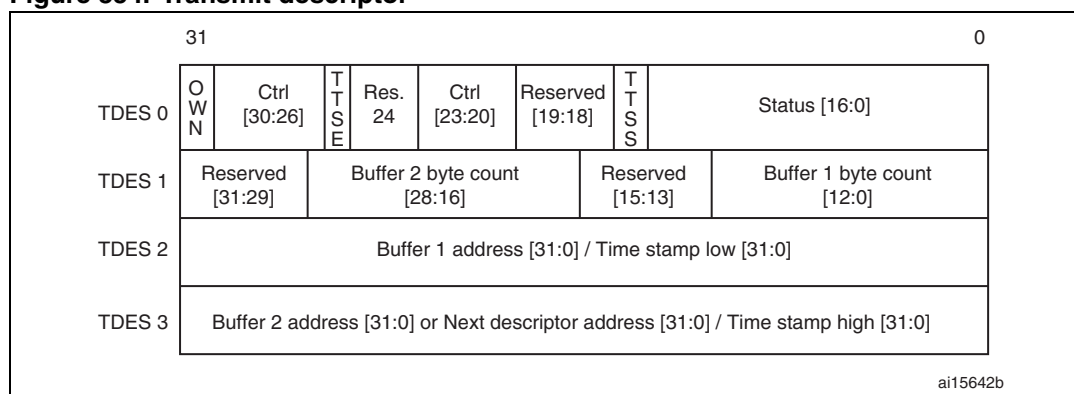 31 0
TDES 0 OWN Ctrl [30:26] TTSE Res. 24 Ctrl [23:20] Reserved [19:18] TTSS Status [16:0]
TDES 1 Reserved [31:29] Buffer 2 byte count [28:16] Reserved [15:13] Buffer 1 byte count [12:0]
TDES 2 Buffer 1 address [31:0] / Time stamp low [31:0]
TDES 3 Buffer 2 address [31:0] or Next descriptor address [31:0] / Time stamp high [31:0]
ai15642b